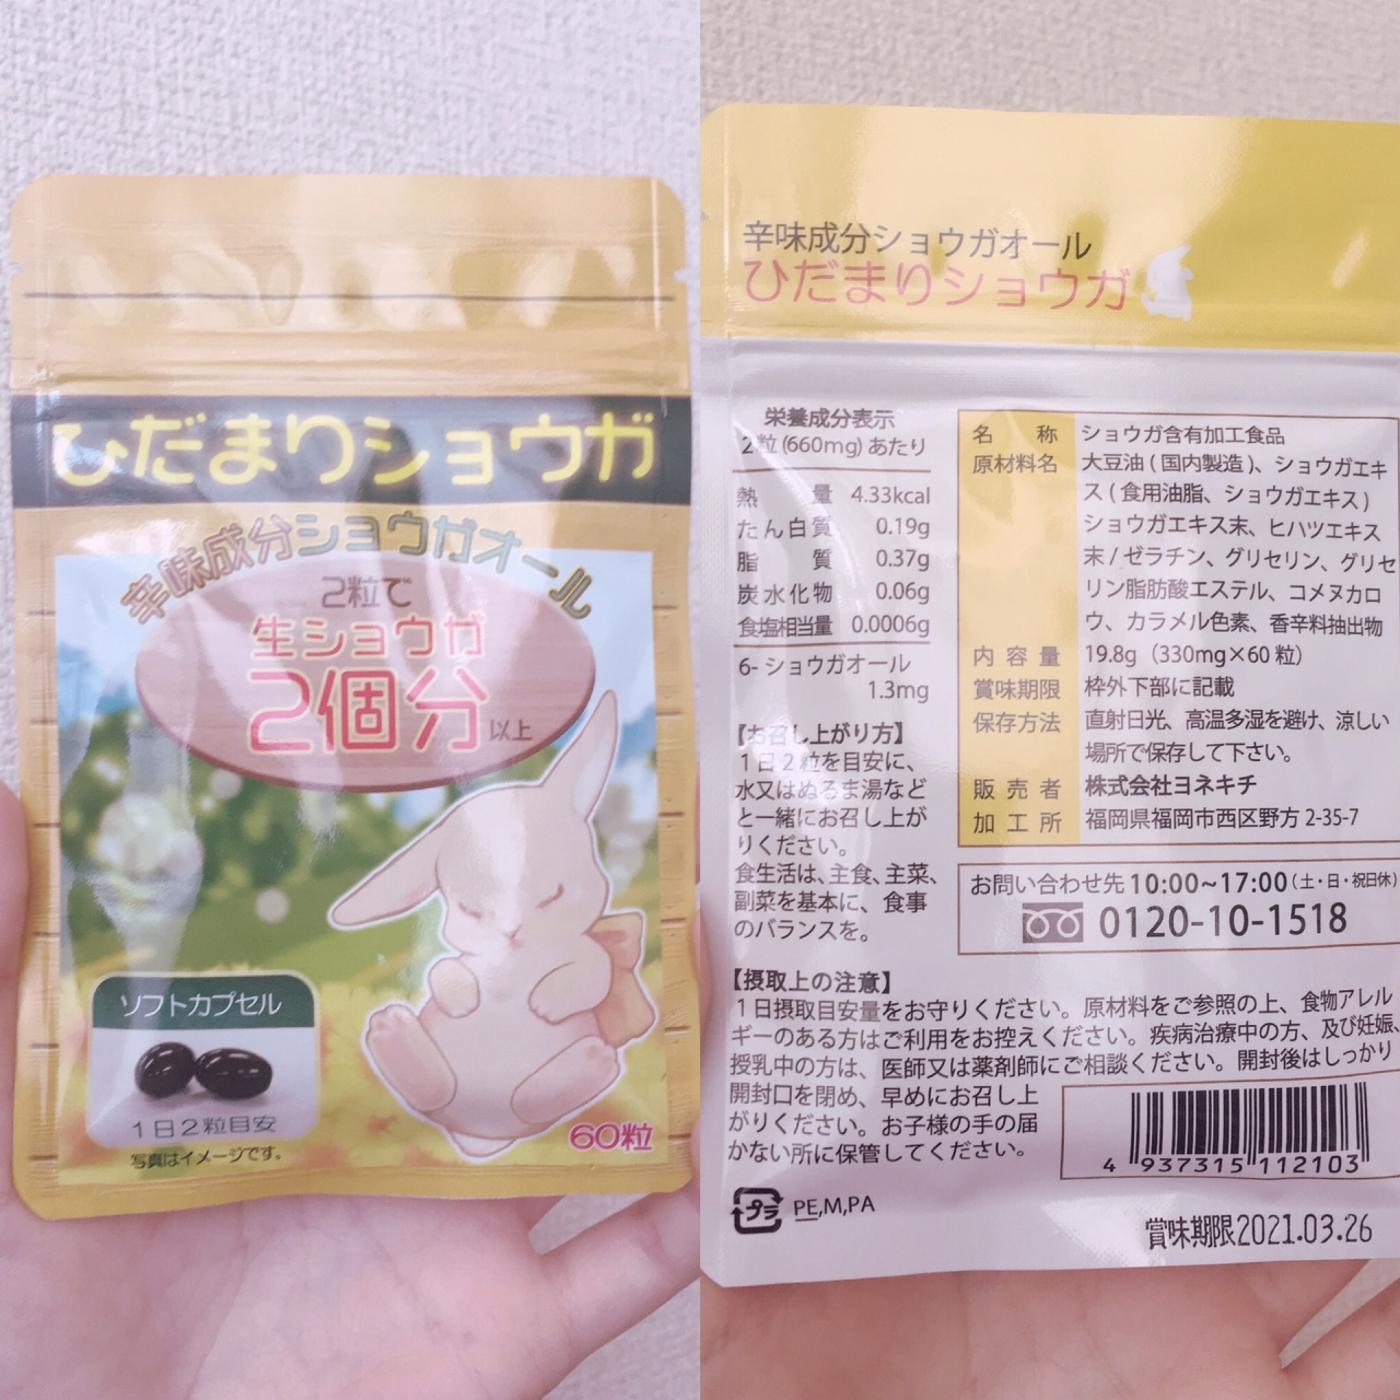 ひだまりショウガ
辛味成分ショウガオール
2粒で
生ショウガ
2個分以上
ソフトカプセル
1日2粒目安
写真はイメージです。
60粒
辛味成分ショウガオール
ひだまりショウガ
栄養成分表示
2粒(660mg)あたり
熱量 4.33kcal
たん白質 0.19g
脂質 0.37g
炭水化物 0.06g
食塩相当量 0.0006g
6-ショウガオール
1.3mg
【お召し上がり方】
1日2粒を目安に、
水又はぬるま湯など
と一緒にお召し上が
りください。
食生活は、主食、主菜、
副菜を基本に、食事
のバランスを。
名称 ショウガ含有加工食品
原材料名 大豆油(国内製造)、ショウガエキ
ス(食用油脂、ショウガエキス)
ショウガエキス末、ヒハツエキス
末/ゼラチン、グリセリン、グリセ
リン脂肪酸エステル、コメヌカロ
ウ、カラメル色素、香辛料抽出物
内容量 19.8g(330mg×60粒)
賞味期限 枠外下部に記載
保存方法 直射日光、高温多湿を避け、涼しい
場所で保存して下さい。
販売者 株式会社ヨネキチ
加工所 福岡県福岡市西区野方 2-35-7
お問い合わせ先 10:00~17:00(土・日・祝日休)
0120-10-1518
【摂取上の注意】
1日摂取目安量をお守りください。原材料をご参照の上、食物アレル
ギーのある方はご利用をお控えください。疾病治療中の方、及び妊娠、
授乳中の方は、医師又は薬剤師にご相談ください。開封後はしっかり
開封口を閉め、早めにお召し上
がりください。お子様の手の届
かない所に保管してください。
4 937315 112103
プラ PE,M,PA
賞味期限2021.03.26